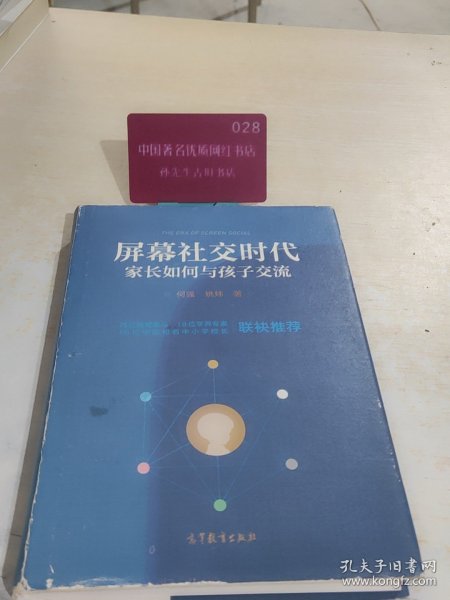 028
中国著名优质网红书店
孙先生古旧书店
THE ERA OF SCREEN SOCIAL
屏幕社交时代
家长如何与孩子交流
何强 姚炜 著
联袂推荐
高等教育出版社
孔夫子旧书网
www.kongfz.com